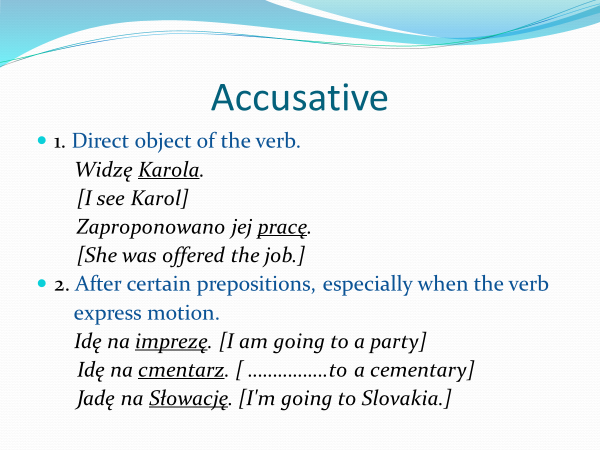 Accusative
1. Direct object of the verb.
Widzę Karola.
[I see Karol]
Zaproponowano jej pracę.
[She was offered the job.]
2. After certain prepositions, especially when the verb
express motion.
Idę na imprezę. [I am going to a party]
Idę na cmentarz. [ ................to a cementary]
Jadę na Słowację. [I'm going to Slovakia.]